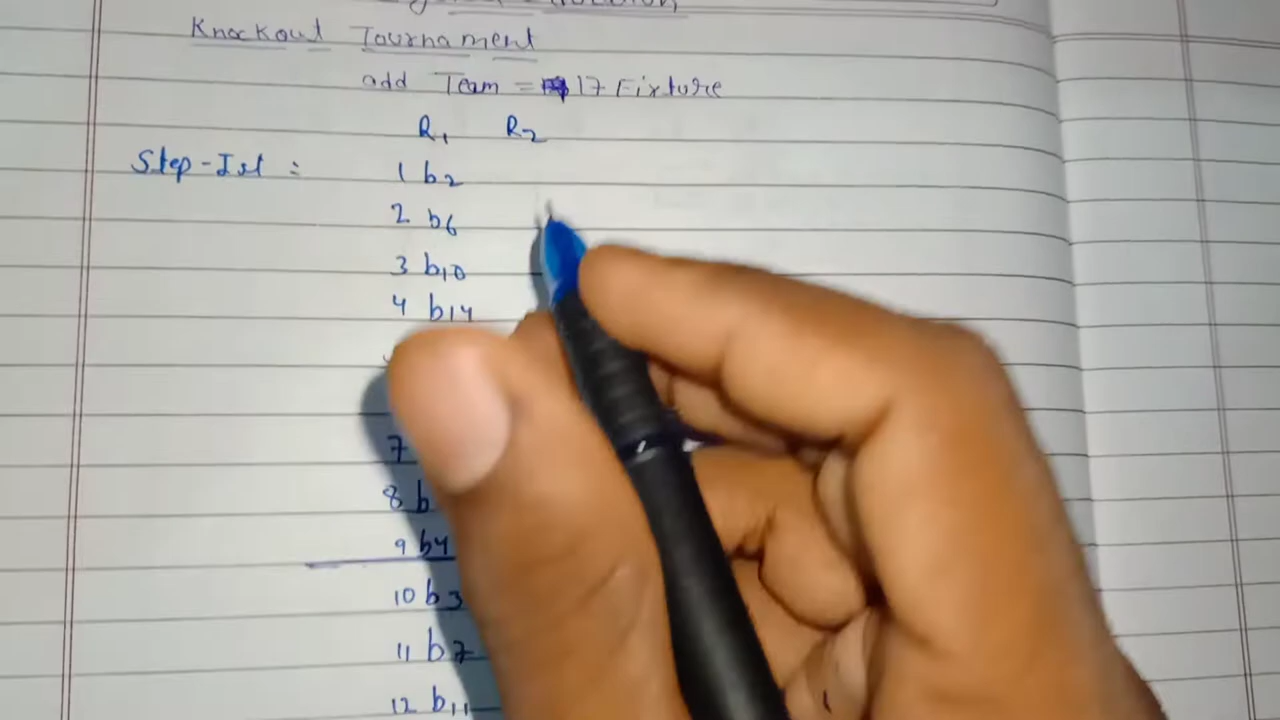 Knockout Tournament
add Team = 17 Fixture
R1 R2
Step-Ist :
1 b2
2 b6
3 b10
4 b14
7
8 b
9 b4
10 b3
11 b7
12 b11